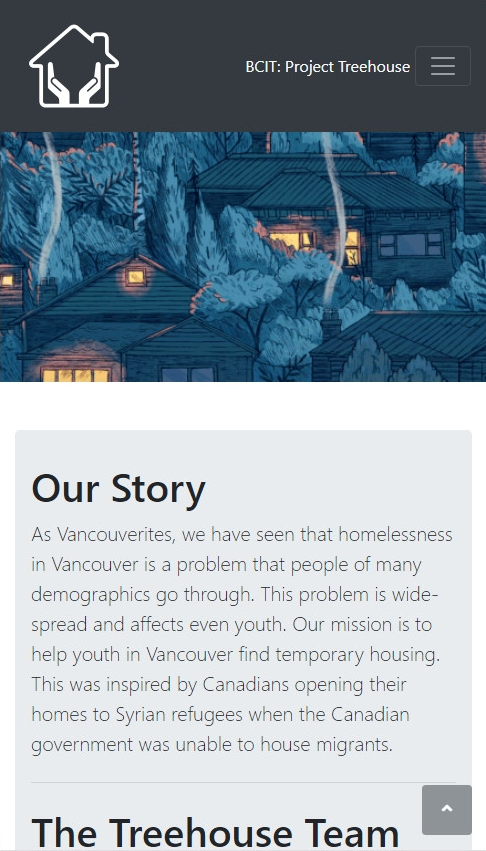 BCIT: Project Treehouse
Our Story
As Vancouverites, we have seen that homelessness
in Vancouver is a problem that people of many
demographics go through. This problem is wide-
spread and affects even youth. Our mission is to
help youth in Vancouver find temporary housing.
This was inspired by Canadians opening their
homes to Syrian refugees when the Canadian
government was unable to house migrants.
The Treehouse Team